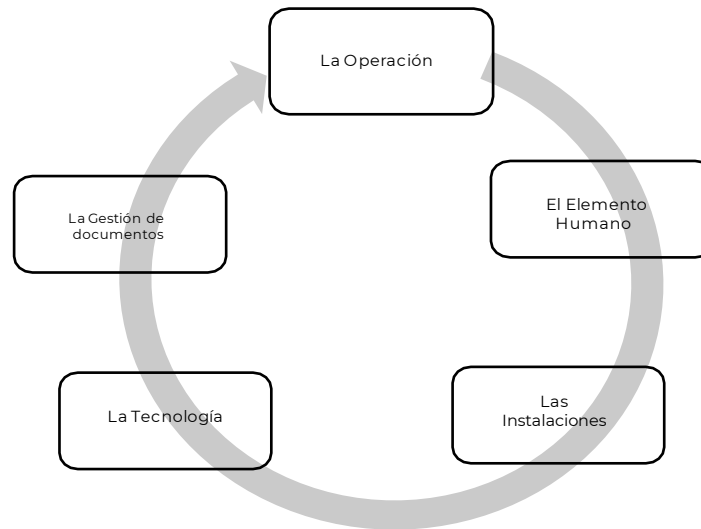 La Operación
El Elemento
Humano
Las
Instalaciones
La Tecnología
La Gestión de
documentos